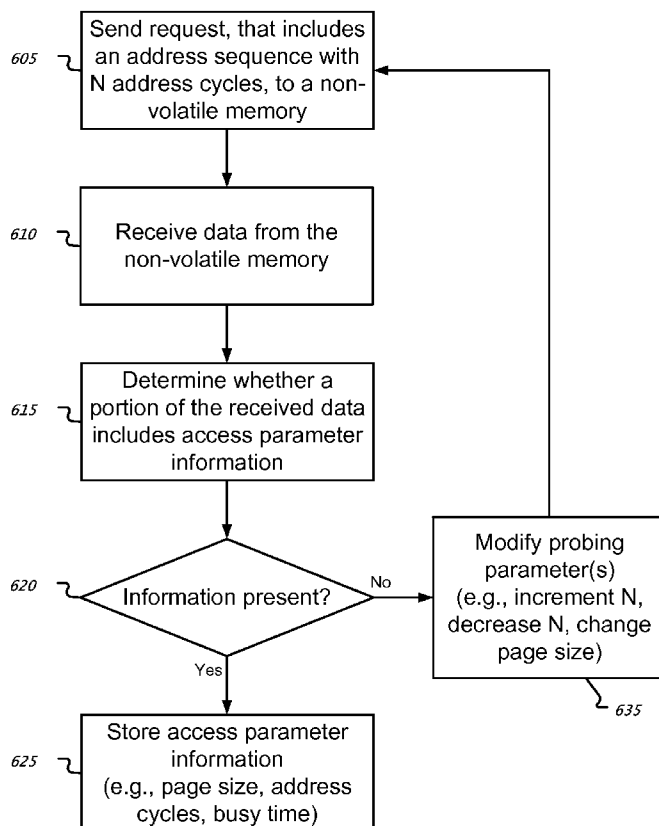 605
Send request, that includes
an address sequence with
N address cycles, to a non-
volatile memory
610
Receive data from the
non-volatile memory
615
Determine whether a
portion of the received data
includes access parameter
information
620
Information present?
No
Yes
Modify probing
parameter(s)
(e.g., increment N,
decrease N, change
page size)
635
625
Store access parameter
information
(e.g., page size, address
cycles, busy time)